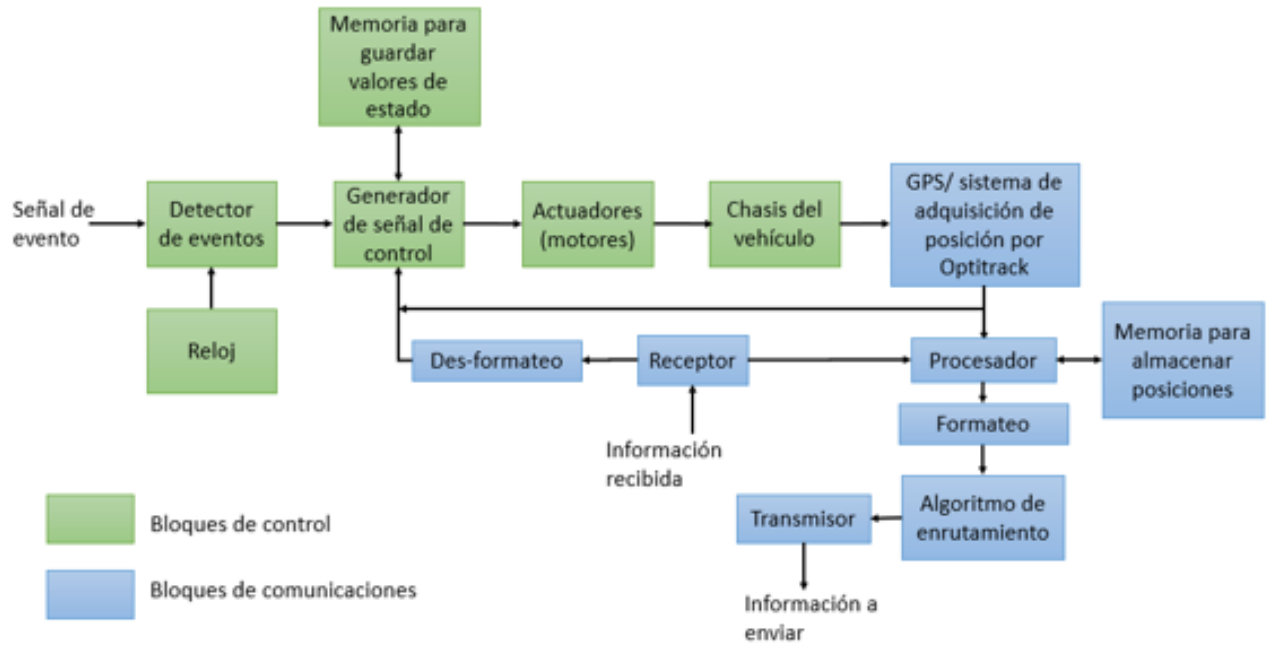 Memoria para
guardar
valores de
estado
Señal de
evento
Detector
de eventos
Generador
de señal de
control
Actuadores
(motores)
Chasis del
vehículo
GPS/ sistema de
adquisición de
posición por
Optitrack
Reloj
Des-formateo
Receptor
Procesador
Memoria para
almacenar
posiciones
Formateo
Información
recibida
Algoritmo de
enrutamiento
Transmisor
Información a
enviar
Bloques de control
Bloques de comunicaciones